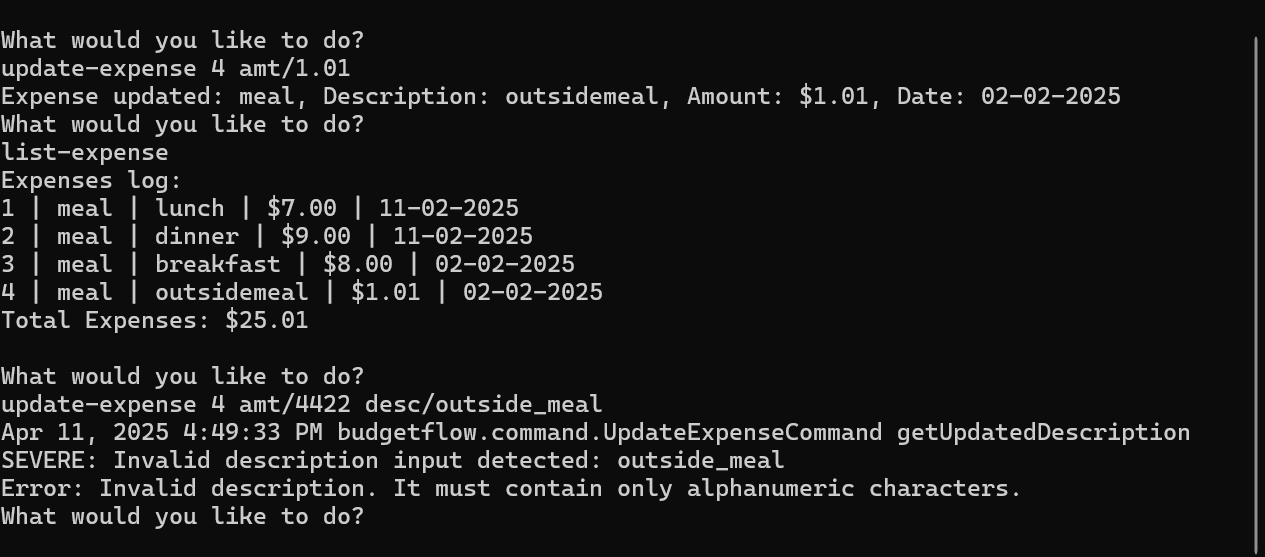 What would you like to do?
update-expense 4 amt/1.01
Expense updated: meal, Description: outsidemeal, Amount: $1.01, Date: 02-02-2025
What would you like to do?
list-expense
Expenses log:
1 | meal | lunch | $7.00 | 11-02-2025
2 | meal | dinner | $9.00 | 11-02-2025
3 | meal | breakfast | $8.00 | 02-02-2025
4 | meal | outsidemeal | $1.01 | 02-02-2025
Total Expenses: $25.01
What would you like to do?
update-expense 4 amt/4422 desc/outside_meal
Apr 11, 2025 4:49:33 PM budgetflow.command.UpdateExpenseCommand getUpdatedDescription
SEVERE: Invalid description input detected: outside_meal
Error: Invalid description. It must contain only alphanumeric characters.
What would you like to do?